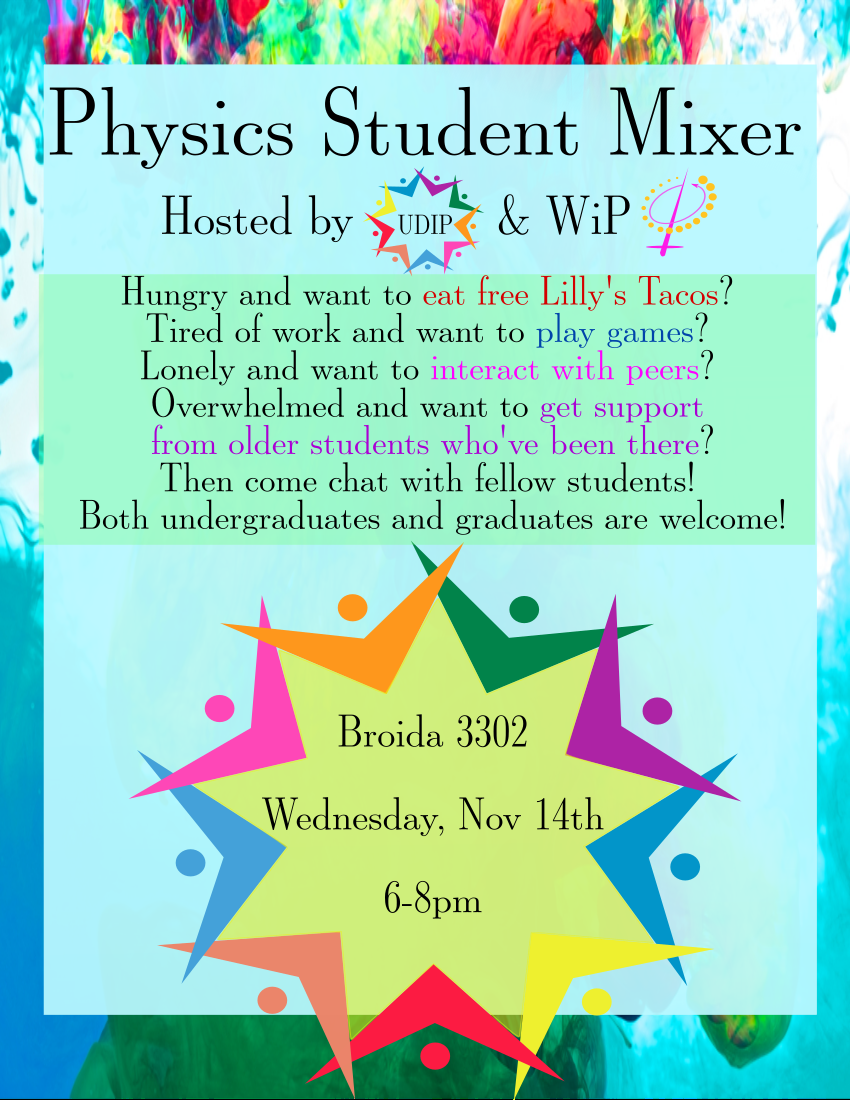 Physics Student Mixer
Hosted by UDIP & WiP
Hungry and want to eat free Lilly's Tacos?
Tired of work and want to play games?
Lonely and want to interact with peers?
Overwhelmed and want to get support
from older students who've been there?
Then come chat with fellow students!
Both undergraduates and graduates are welcome!
Broida 3302
Wednesday, Nov 14th
6-8pm